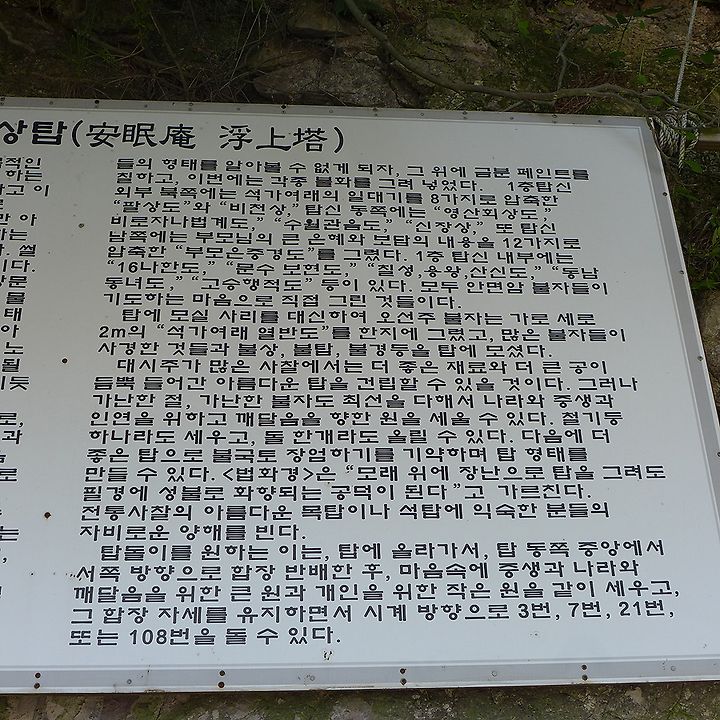 상탑(安眠庵 浮上塔)
적인
하는
고 이
만 아
하는
. 썰
이다.
방문
물
태
아
노
월
이듯
로,
과
로
는
들의 형태를 알아볼 수 없게 되자, 그 위에 금분 페인트를
칠하고, 이번에는 각종 불화를 그려 넣었다. 1층탑신
외부 북쪽에는 석가여래의 일대기를 8가지로 압축한
“팔상도”와 “비천상,” 탑신 동쪽에는 “영산회상도,”
비로자나법계도,” “수월관음도,” “신장상,” 또 탑신
남쪽에는 부모님의 큰 은혜와 보답의 내용을 12가지로
압축한 “부모은중경도”를 그렸다. 1층 탑신 내부에는
“16나한도,” “문수 보현도,” “칠성,용왕,산신도,” “동남
동녀도,” “고승행적도” 등이 있다. 모두 안면암 불자들이
기도하는 마음으로 직접 그린 것들이다.
탑에 모실 사리를 대신하여 오선주 불자는 가로 세로
2m의 “석가여래 열반도”를 한지에 그렸고, 많은 불자들이
사경한 것들과 불상, 불탑, 불경등을 탑에 모셨다.
대시주가 많은 사찰에서는 더 좋은 재료와 더 큰 공이
듬뿍 들어간 아름다운 탑을 건립할 수 있을 것이다. 그러나
가난한 절, 가난한 불자도 최선을 다해서 나라와 중생과
인연을 위하고 깨달음을 향한 원을 세울 수 있다. 철기둥
하나라도 세우고, 돌 한개라도 올릴 수 있다. 다음에 더
좋은 탑으로 불국토 장엄하기를 기약하며 탑 형태를
만들 수 있다. <법화경>은 “모래 위에 장난으로 탑을 그려도
필경에 성불로 화향되는 공덕이 된다”고 가르친다.
전통사찰의 아름다운 목탑이나 석탑에 익숙한 분들의
자비로운 양해를 빈다.
탑돌이를 원하는 이는, 탑에 올라가서, 탑 동쪽 중앙에서
서쪽 방향으로 합장 반배한 후, 마음속에 중생과 나라와
깨달음을 위한 큰 원과 개인을 위한 작은 원을 같이 세우고,
그 합장 자세를 유지하면서 시계 방향으로 3번, 7번, 21번,
또는 108번을 돌 수 있다.